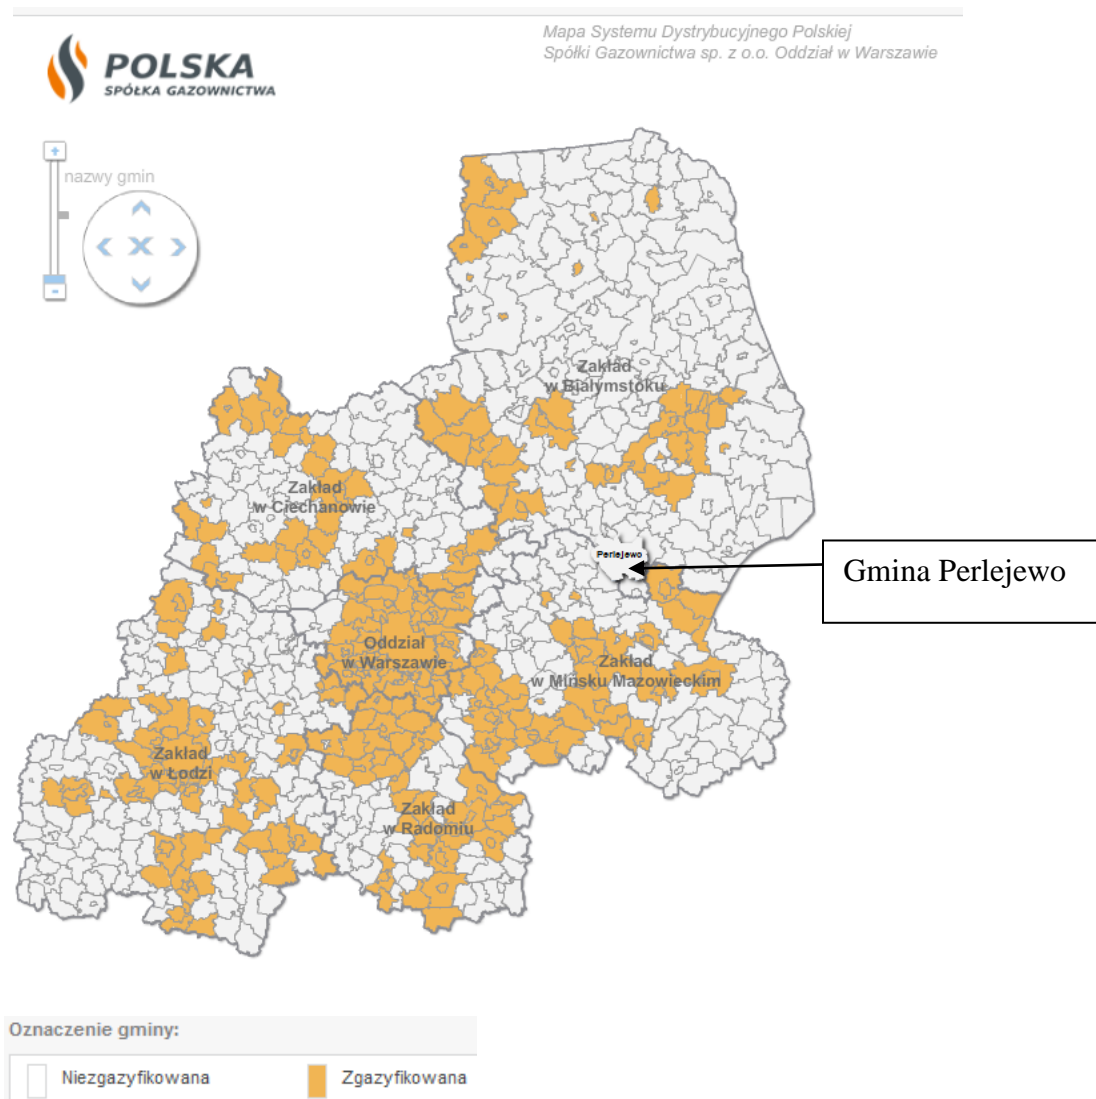 Mapa Systemu Dystrybucyjnego Polskiej
Spółki Gazownictwa sp. z o.o. Oddział w Warszawie
POLSKA
SPÓŁKA GAZOWNICTWA
+
nazwy gmin
-
Zakład
w Białymstoku
Zakład
w Ciechanowie
Perlejewo
Gmina Perlejewo
Oddział
w Warszawie
Zakład
w Mińsku Mazowieckim
Zakład
w Łodzi
Zakład
w Radomiu
Oznaczenie gminy:
Niezgazyfikowana
Zgazyfikowana